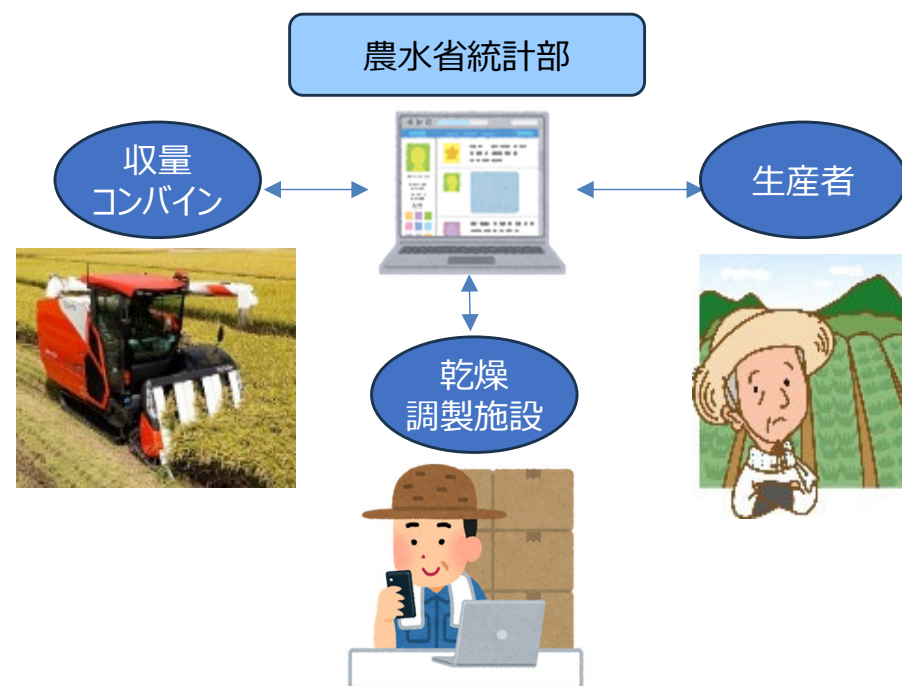 農水省統計部
収量
コンバイン
生産者
乾燥
調製施設